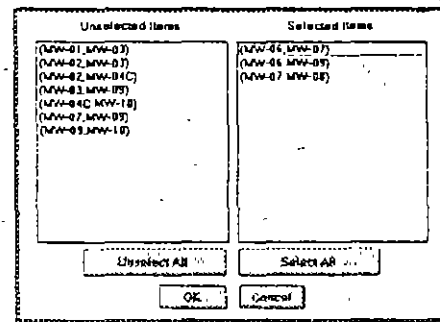 Unselected Items
(MW-01,MW-03)
(MW-02,MW-03)
(MW-02,MW-04C)
(MW-03,MW-09)
(MW-04C,MW-10)
(MW-07,MW-09)
(MW-09,MW-10)
Unselect All
Selected Items
(MW-06,MW-07)
(MW-06,MW-09)
(MW-07,MW-08)
Select All
OK
Cancel